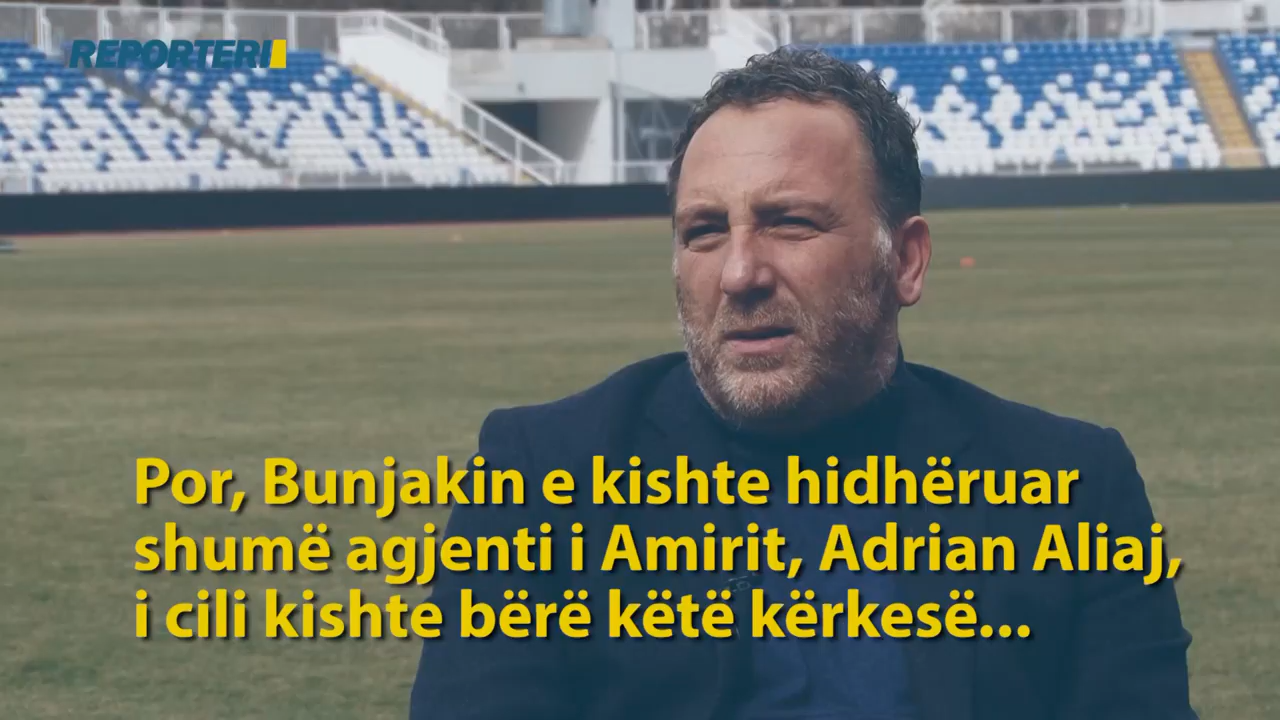 REPORTERI
Por, Bunjakin e kishte hidhëruar
shumë agjenti i Amirit, Adrian Aliaj,
i cili kishte bërë këtë kërkesë...